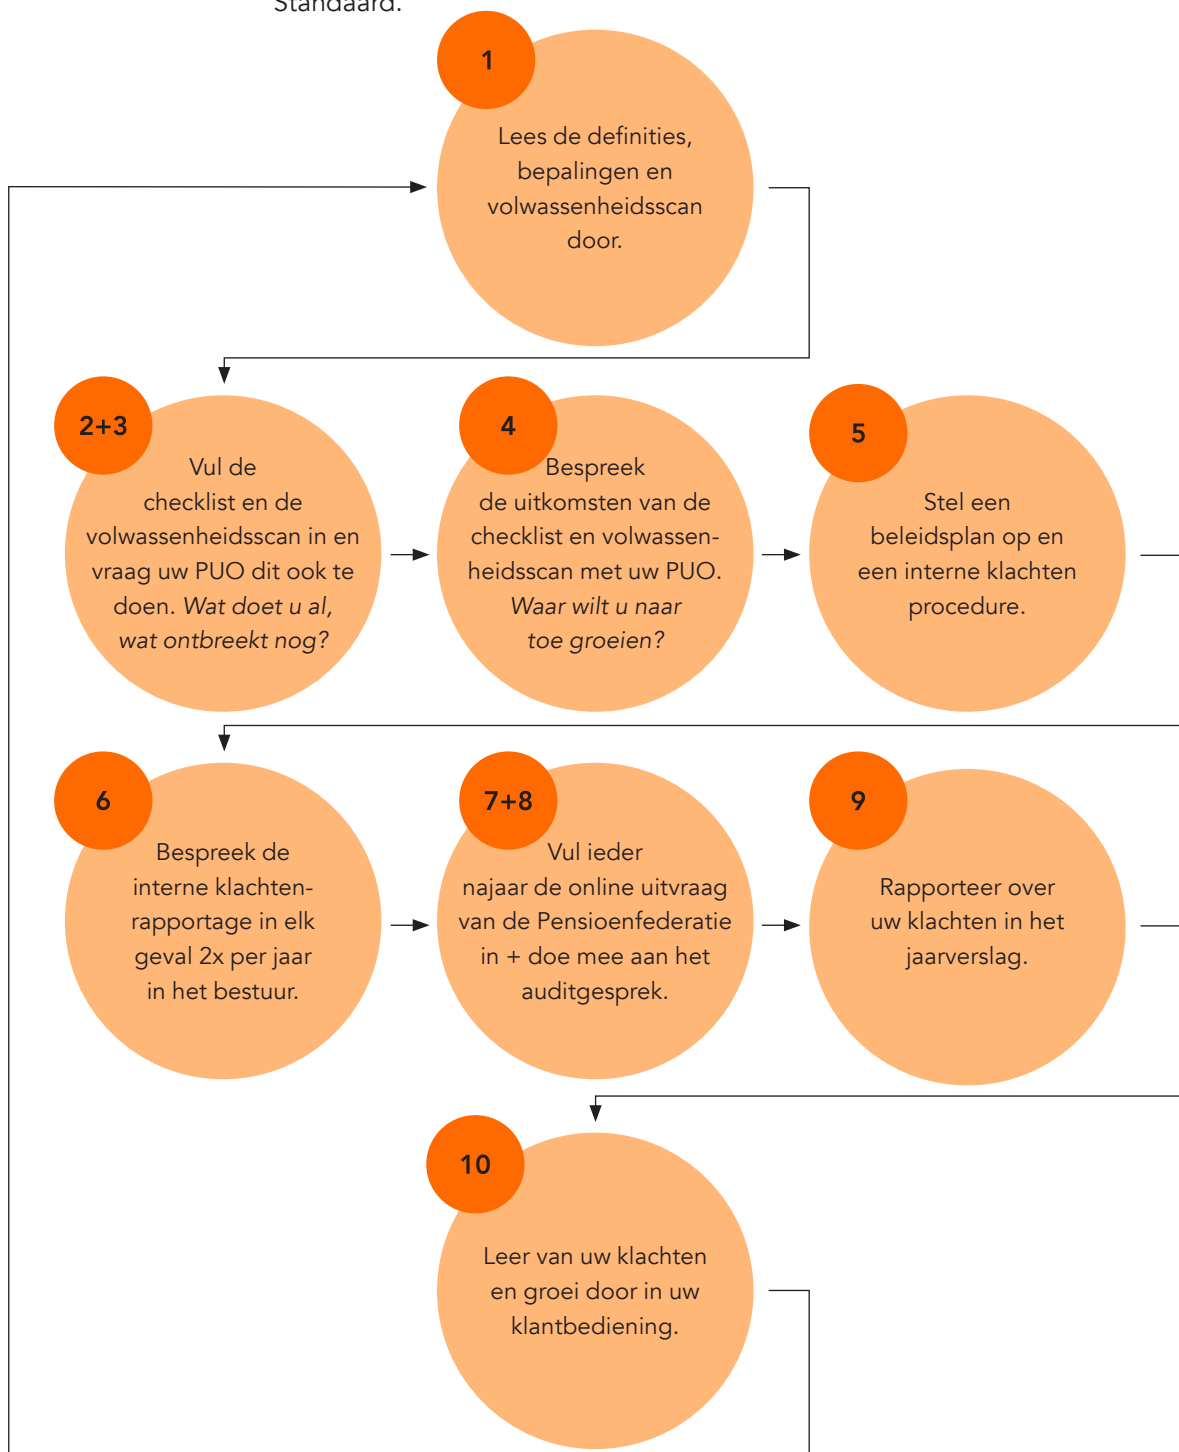 Standaard.
1
Lees de definities,
bepalingen en
volwassenheidsscan
door.
2+3
Vul de
checklist en de
volwassenheidsscan in en
vraag uw PUO dit ook te
doen. Wat doet u al,
wat ontbreekt nog?
4
Bespreek
de uitkomsten van de
checklist en volwassen-
heidsscan met uw PUO.
Waar wilt u naar
toe groeien?
5
Stel een
beleidsplan op en
een interne klachten
procedure.
6
Bespreek de
interne klachten-
rapportage in elk
geval 2x per jaar
in het bestuur.
7+8
Vul ieder
najaar de online uitvraag
van de Pensioenfederatie
in + doe mee aan het
auditgesprek.
9
Rapporteer over
uw klachten in het
jaarverslag.
10
Leer van uw klachten
en groei door in uw
klantbediening.